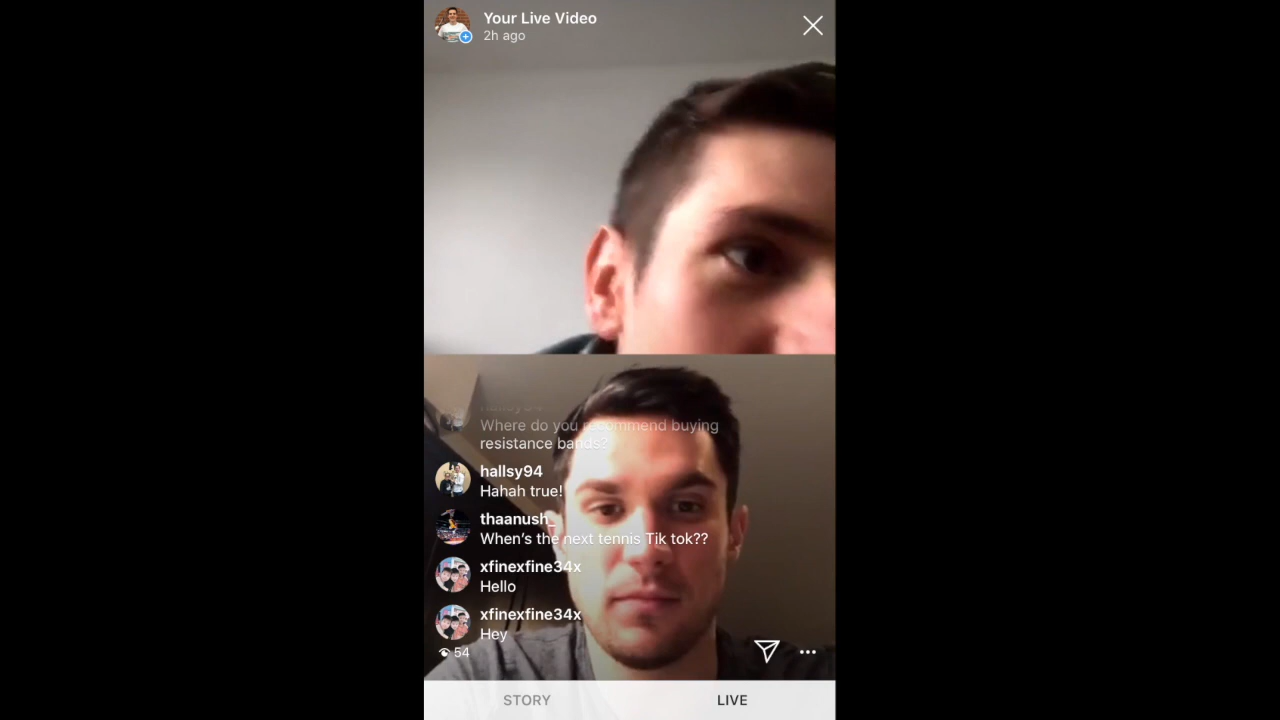 Your Live Video
2h ago
Where do you recommend buying
resistance bands?
hallsy94
Hahah true!
thaanush_
When's the next tennis Tik tok??
xfinexfine34x
Hello
xfinexfine34x
Hey
54
STORY
LIVE